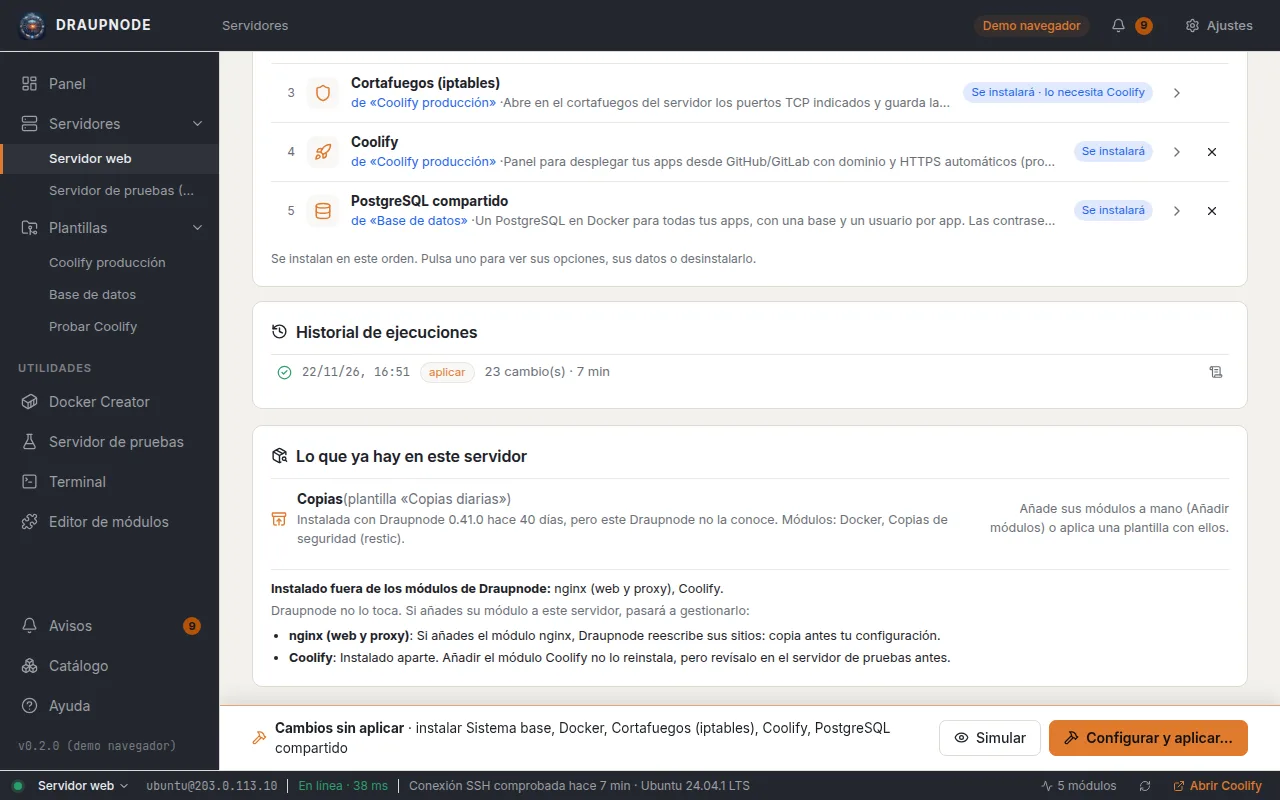 DRAUPNODE
Servidores
Demo navegador
9
Ajustes
Panel
Servidores
Servidor web
Servidor de pruebas (...
Plantillas
Coolify producción
Base de datos
Probar Coolify
UTILIDADES
Docker Creator
Servidor de pruebas
Terminal
Editor de módulos
Avisos
9
Catálogo
Ayuda
v0.2.0 (demo navegador)
3
Cortafuegos (iptables)
de «Coolify producción» ·Abre en el cortafuegos del servidor los puertos TCP indicados y guarda la...
Se instalará · lo necesita Coolify
4
Coolify
de «Coolify producción» ·Panel para desplegar tus apps desde GitHub/GitLab con dominio y HTTPS automáticos (pro...
Se instalará
5
PostgreSQL compartido
de «Base de datos» ·Un PostgreSQL en Docker para todas tus apps, con una base y un usuario por app. Las contrase...
Se instalará
Se instalan en este orden. Pulsa uno para ver sus opciones, sus datos o desinstalarlo.
Historial de ejecuciones
22/11/26, 16:51 aplicar 23 cambio(s) · 7 min
Lo que ya hay en este servidor
Copias(plantilla «Copias diarias»)
Instalada con Draupnode 0.41.0 hace 40 días, pero este Draupnode no la conoce. Módulos: Docker, Copias de
seguridad (restic).
Añade sus módulos a mano (Añadir
módulos) o aplica una plantilla con ellos.
Instalado fuera de los módulos de Draupnode: nginx (web y proxy), Coolify.
Draupnode no lo toca. Si añades su módulo a este servidor, pasará a gestionarlo:
• nginx (web y proxy): Si añades el módulo nginx, Draupnode reescribe sus sitios: copia antes tu configuración.
• Coolify: Instalado aparte. Añadir el módulo Coolify no lo reinstala, pero revísalo en el servidor de pruebas antes.
Cambios sin aplicar · instalar Sistema base, Docker, Cortafuegos (iptables), Coolify, PostgreSQL
compartido
Simular
Configurar y aplicar...
Servidor web
ubuntu@203.0.113.10
En línea · 38 ms
Conexión SSH comprobada hace 7 min · Ubuntu 24.04.1 LTS
5 módulos
Abrir Coolify